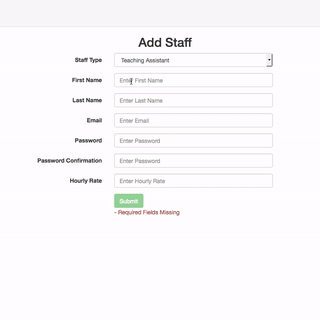 Add Staff
Staff Type Teaching Assistant
First Name Enter First Name
Last Name Enter Last Name
Email Enter Email
Password Enter Password
Password Confirmation Enter Password
Hourly Rate Enter Hourly Rate
Submit
- Required Fields Missing